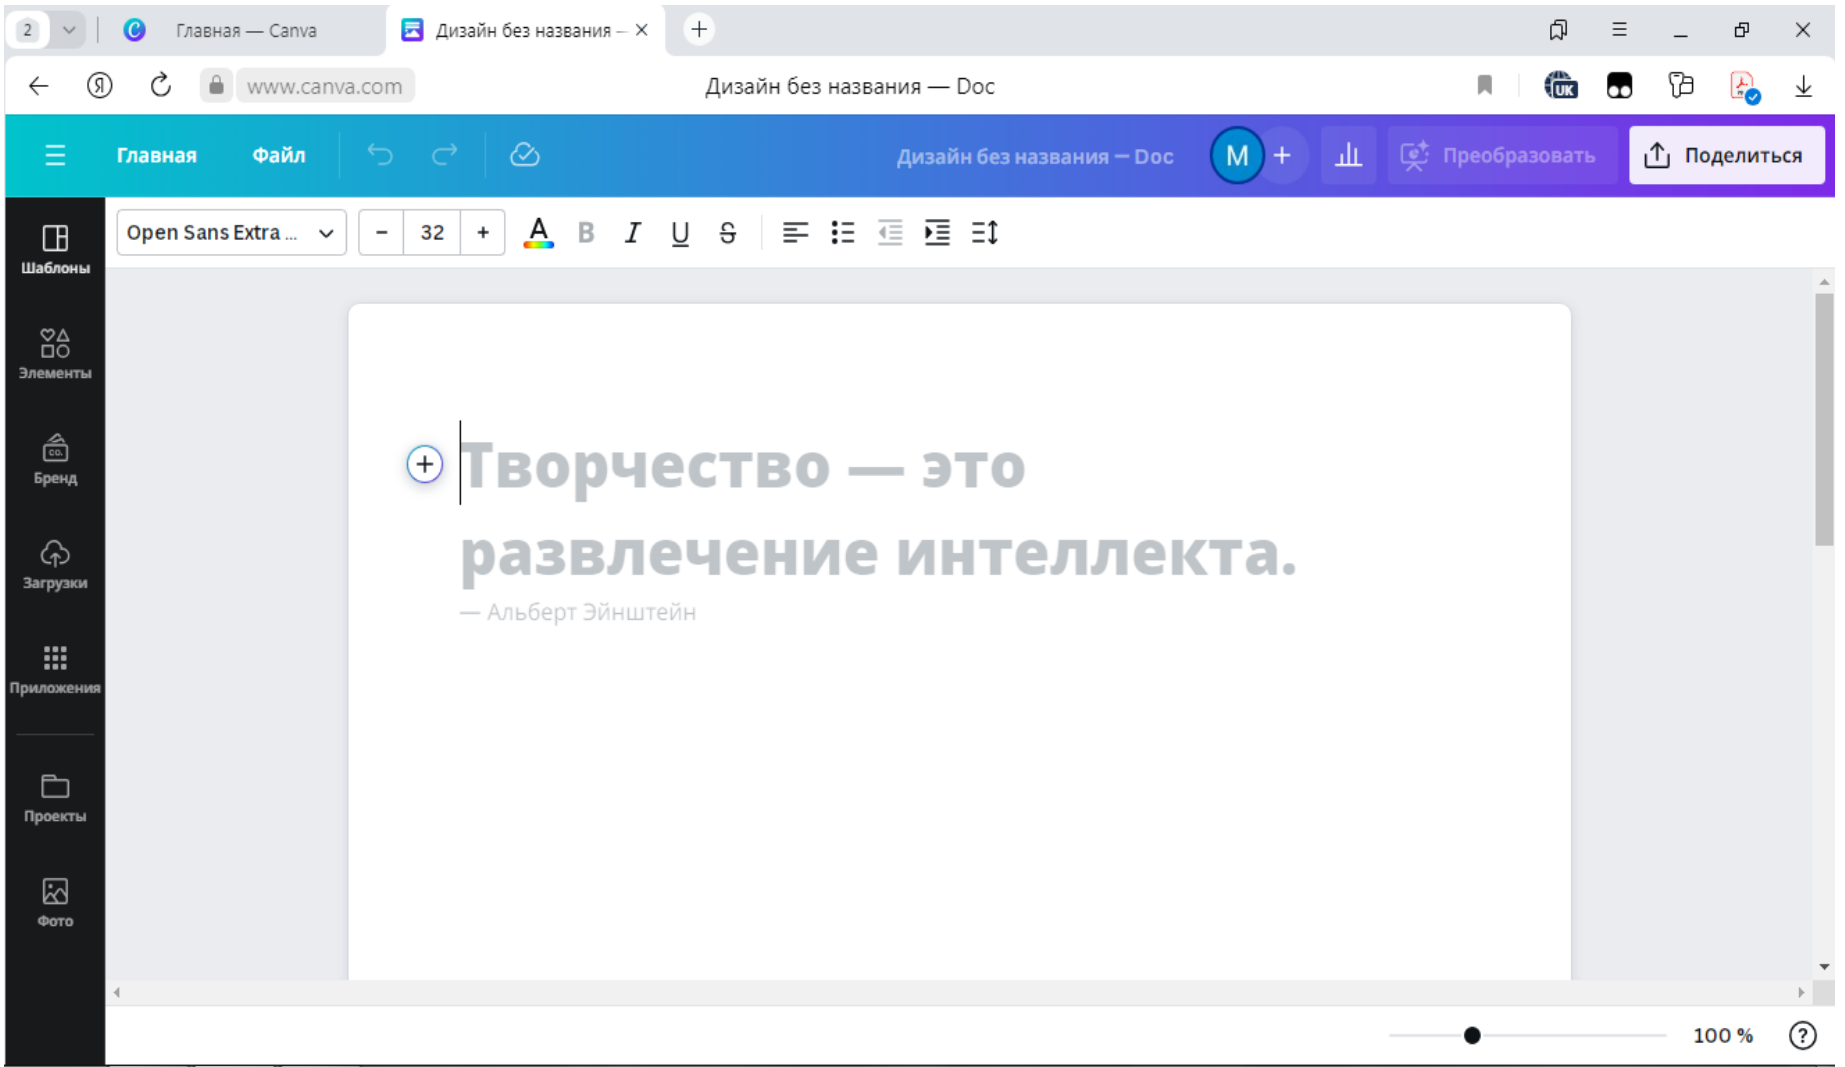 2
Главная — Canva
Дизайн без названия –
www.canva.com
Дизайн без названия — Doc
UK
Главная
Файл
Дизайн без названия — Doc
M
Преобразовать
Поделиться
Open Sans Extra ...
32
A
B
I
U
S
Шаблоны
Элементы
CO.
Бренд
Загрузки
Приложения
Проекты
Фото
Творчество — это
развлечение интеллекта.
— Альберт Эйнштейн
100 %
?